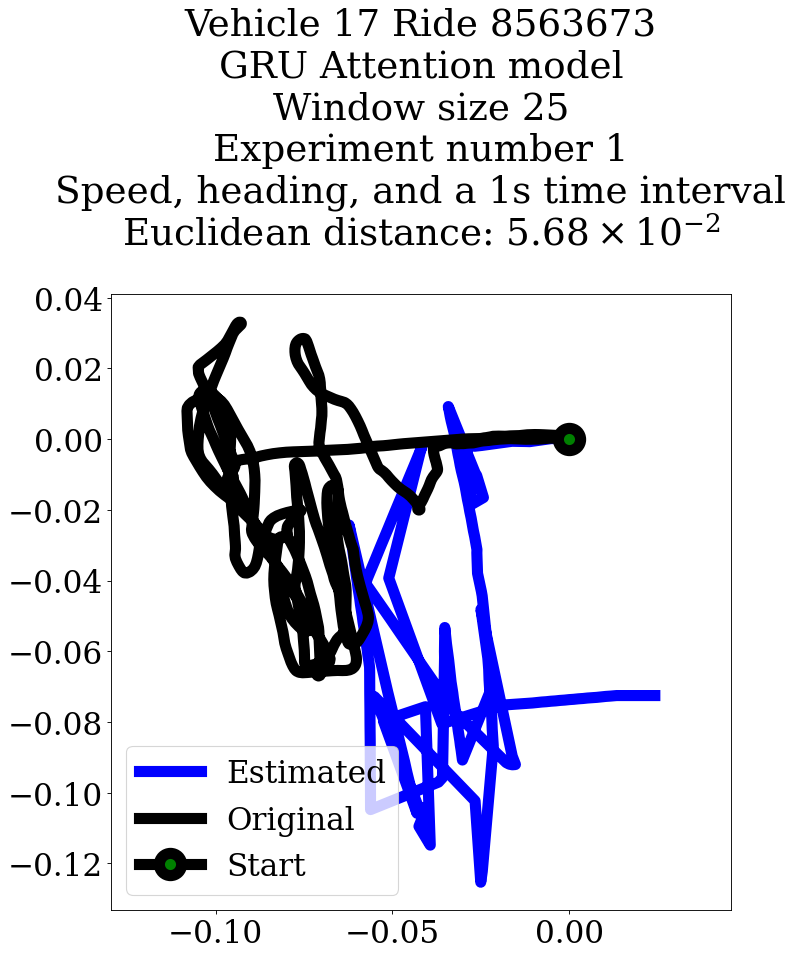 Vehicle 17 Ride 8563673
GRU Attention model
Window size 25
Experiment number 1
Speed, heading, and a 1s time interval
Euclidean distance: 5.68 × 10⁻²
0.04
0.02
0.00
−0.02
−0.04
−0.06
−0.08
−0.10
−0.12
Estimated
Original
Start
−0.10 −0.05 0.00